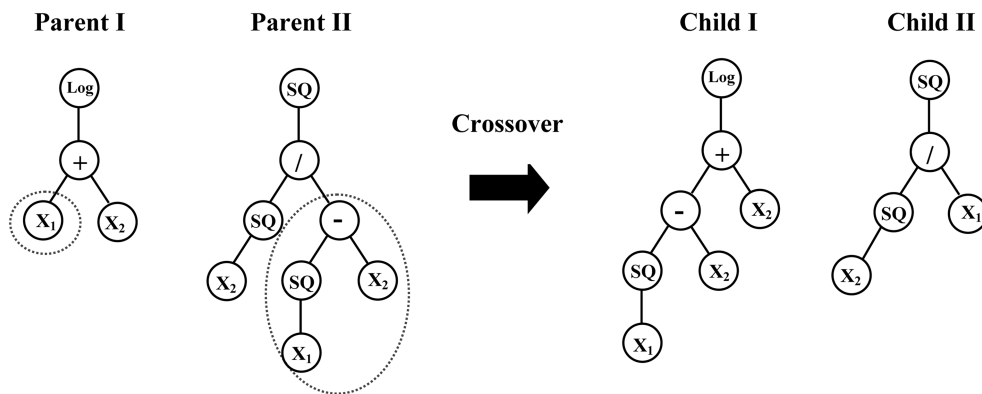 Parent I
Parent II
Child I
Child II
Log
SQ
Log
SQ
Crossover
+
/
+
/
X₁
X₂
SQ
-
-
X₂
SQ
X₁
X₂
SQ
X₂
SQ
X₂
X₂
X₁
X₁